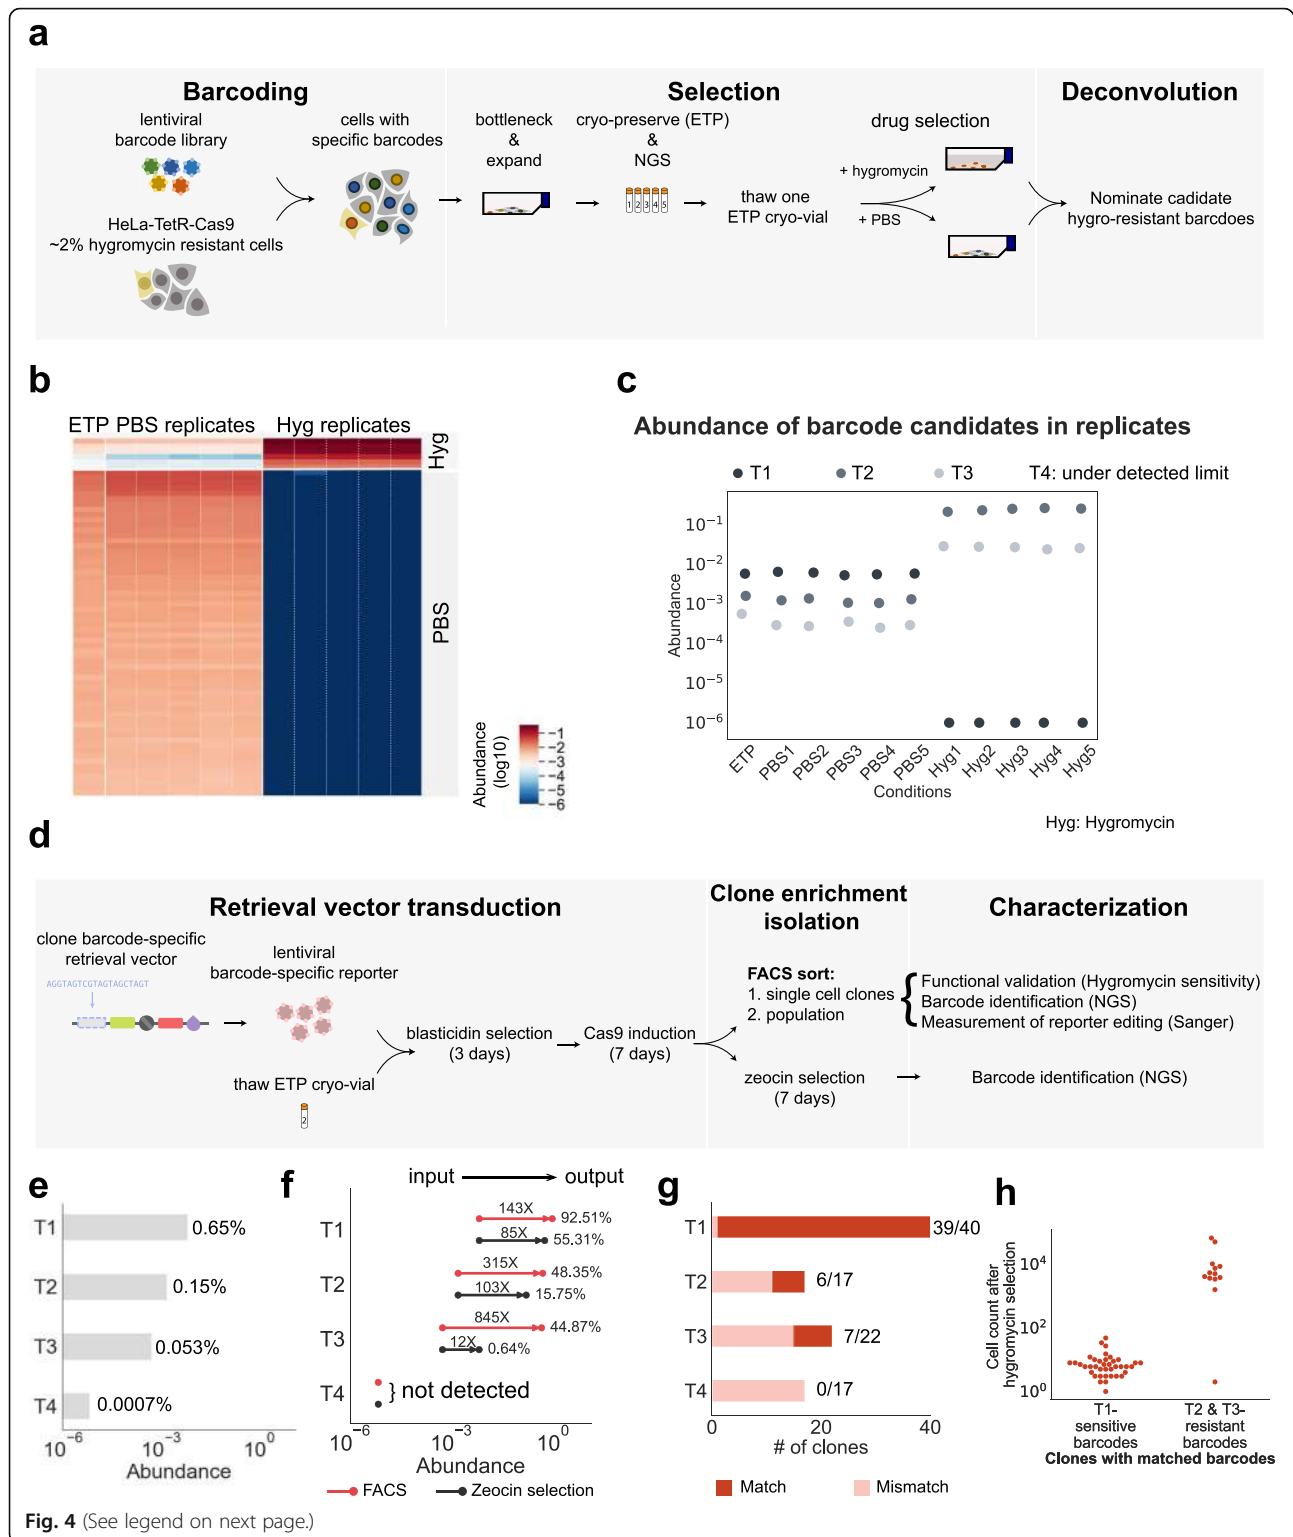 a
Barcoding
Selection
Deconvolution
lentiviral
barcode library
cells with
specific barcodes
HeLa-TetR-Cas9
~2% hygromycin resistant cells
bottleneck
&
expand
cryo-preserve (ETP)
&
NGS
1 2 3 4 5
thaw one
ETP cryo-vial
drug selection
+ hygromycin
+ PBS
Nominate cadidate
hygro-resistant barcdoes
b
ETP PBS replicates
Hyg replicates
Hyg
PBS
Abundance
(log10)
-1
-2
-3
-4
-5
-6
c
Abundance of barcode candidates in replicates
T1
T2
T3
T4: under detected limit
Abundance
10⁻¹
10⁻²
10⁻³
10⁻⁴
10⁻⁵
10⁻⁶
ETP
PBS1
PBS2
PBS3
PBS4
PBS5
Hyg1
Hyg2
Hyg3
Hyg4
Hyg5
Conditions
Hyg: Hygromycin
d
Retrieval vector transduction
Clone enrichment
isolation
Characterization
clone barcode-specific
retrieval vector
AGGTAGTCGTAGTAGCTAGT
lentiviral
barcode-specific reporter
thaw ETP cryo-vial
2
blasticidin selection
(3 days)
Cas9 induction
(7 days)
FACS sort:
1. single cell clones
2. population
Functional validation (Hygromycin sensitivity)
Barcode identification (NGS)
Measurement of reporter editing (Sanger)
zeocin selection
(7 days)
Barcode identification (NGS)
e
T1
0.65%
T2
0.15%
T3
0.053%
T4
0.0007%
10⁻⁶
10⁻³
10⁰
Abundance
f
input
output
T1
143X
92.51%
85X
55.31%
T2
315X
48.35%
103X
15.75%
T3
845X
44.87%
12X
0.64%
T4
} not detected
10⁻⁶
10⁻³
10⁰
Abundance
FACS
Zeocin selection
g
T1
39/40
T2
6/17
T3
7/22
T4
0/17
0
20
40
# of clones
Match
Mismatch
h
Cell count after
hygromycin selection
10⁴
10²
10⁰
T1-
sensitive
barcodes
T2 & T3-
resistant
barcodes
Clones with matched barcodes
Fig. 4 (See legend on next page.)